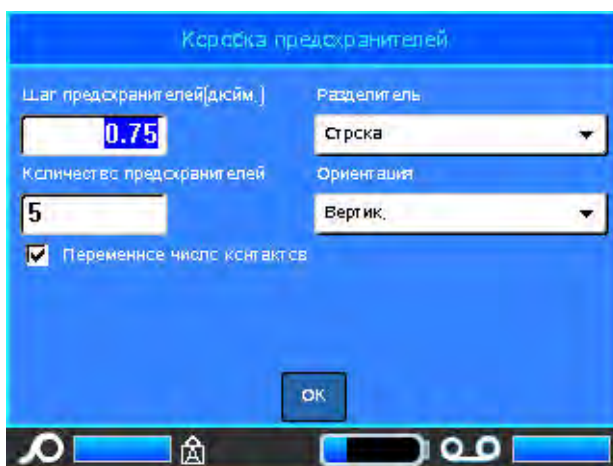 Коробка предохранителей
Шаг предохранителей(дюйм.)
Разделитель
0.75
Строка
Количество предохранителей
Ориентация
5
Вертик.
Переменное число контактов
OK